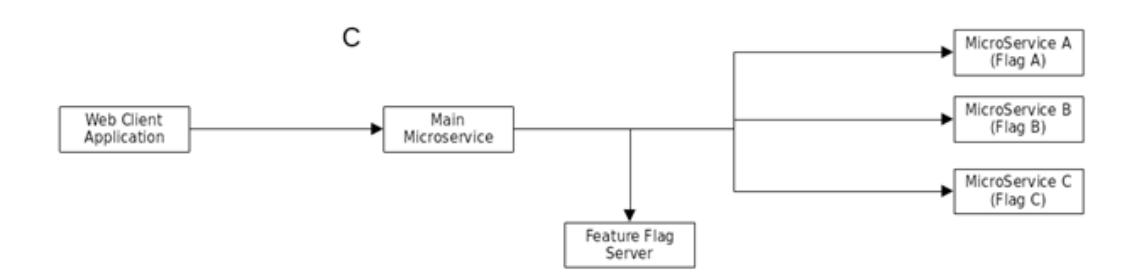 C
MicroService A
(Flag A)
Web Client
Application
Main
Microservice
MicroService B
(Flag B)
MicroService C
(Flag C)
Feature Flag
Server